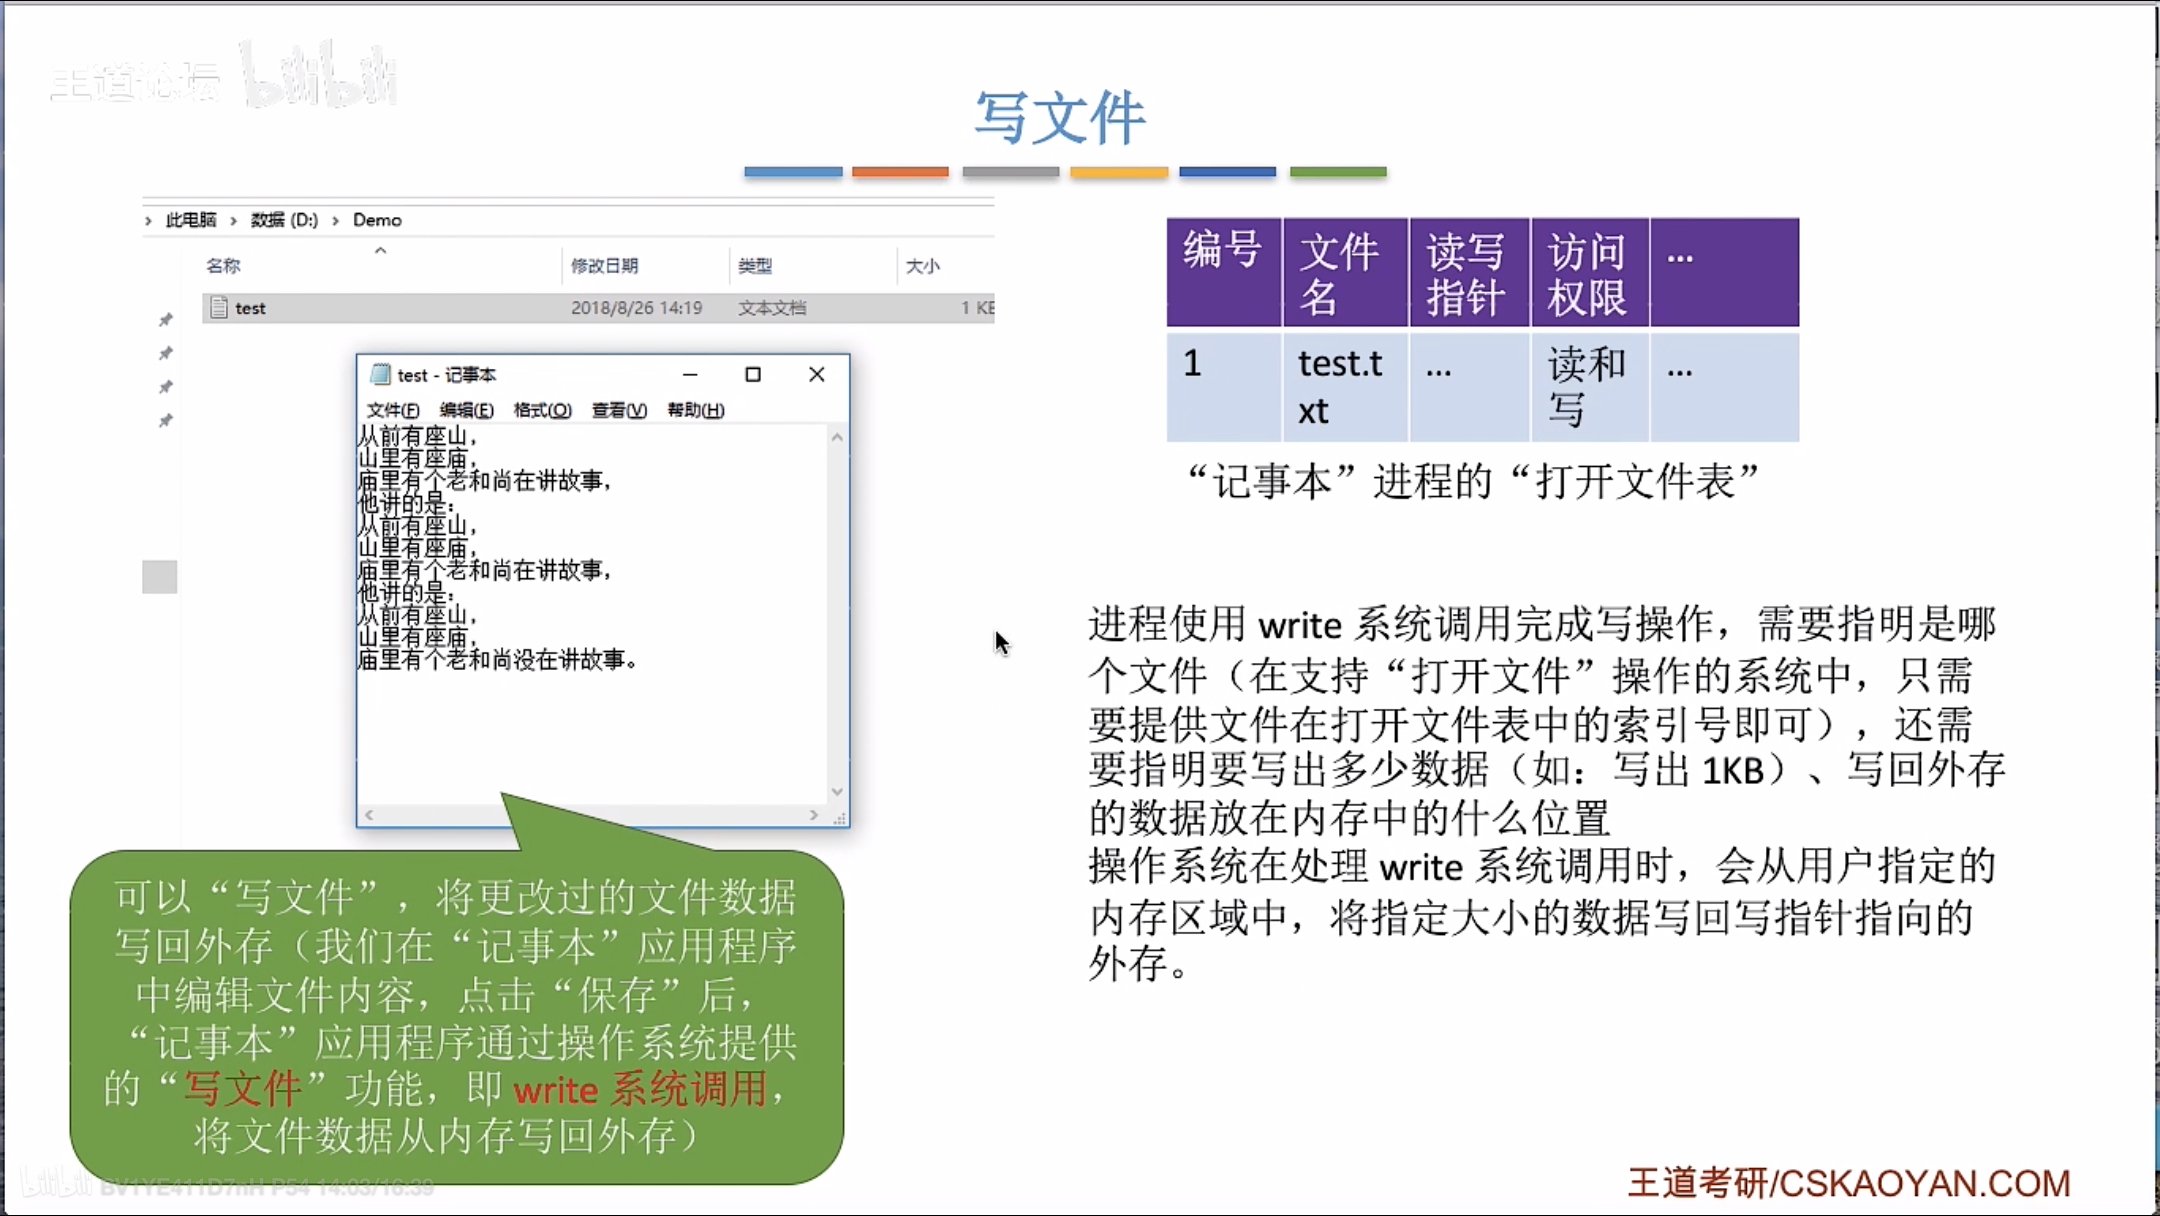 王道论坛 bilibili
写文件
此电脑 › 数据 (D:) › Demo
名称 修改日期 类型 大小
test 2018/8/26 14:19 文本文档 1 KB
test - 记事本
文件(F) 编辑(E) 格式(O) 查看(V) 帮助(H)
从前有座山，
山里有座庙，
庙里有个老和尚在讲故事，
他讲的是：
从前有座山，
山里有座庙，
庙里有个老和尚在讲故事，
他讲的是：
从前有座山，
山里有座庙，
庙里有个老和尚没在讲故事。
可以“写文件”，将更改过的文件数据
写回外存（我们在“记事本”应用程序
中编辑文件内容，点击“保存”后，
“记事本”应用程序通过操作系统提供
的“写文件”功能，即 write 系统调用，
将文件数据从内存写回外存）
编号 文件 读写 访问 ...
名 指针 权限
1 test.t ... 读和 ...
xt 写
“记事本”进程的“打开文件表”
进程使用 write 系统调用完成写操作，需要指明是哪
个文件（在支持“打开文件”操作的系统中，只需
要提供文件在打开文件表中的索引号即可），还需
要指明要写出多少数据（如：写出 1KB）、写回外存
的数据放在内存中的什么位置
操作系统在处理 write 系统调用时，会从用户指定的
内存区域中，将指定大小的数据写回写指针指向的
外存。
bilibili BV1YE411D7nH P54 14:03/16:39
王道考研/CSKAOYAN.COM